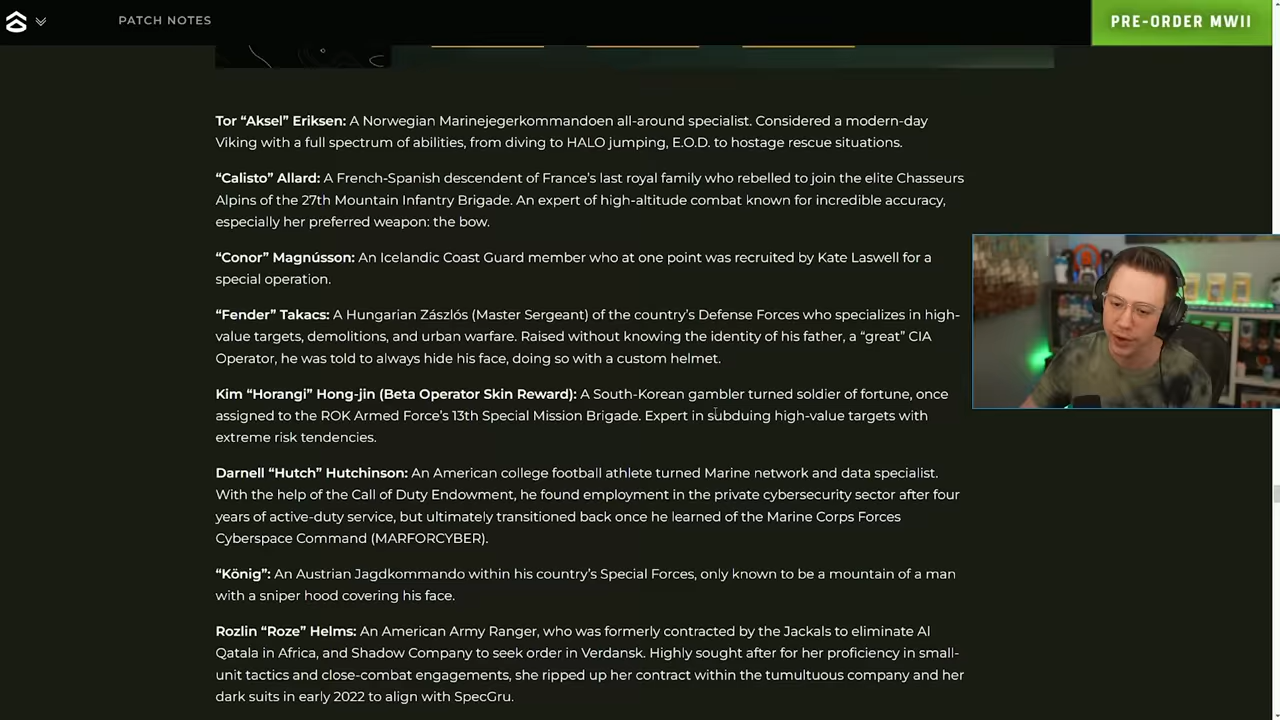 PATCH NOTES
PRE-ORDER MWII
Tor “Aksel” Eriksen: A Norwegian Marinejegerkommandoen all-around specialist. Considered a modern-day
Viking with a full spectrum of abilities, from diving to HALO jumping, E.O.D. to hostage rescue situations.
“Calisto” Allard: A French-Spanish descendent of France’s last royal family who rebelled to join the elite Chasseurs
Alpins of the 27th Mountain Infantry Brigade. An expert of high-altitude combat known for incredible accuracy,
especially her preferred weapon: the bow.
“Conor” Magnússon: An Icelandic Coast Guard member who at one point was recruited by Kate Laswell for a
special operation.
“Fender” Takacs: A Hungarian Zászlós (Master Sergeant) of the country’s Defense Forces who specializes in high-
value targets, demolitions, and urban warfare. Raised without knowing the identity of his father, a “great” CIA
Operator, he was told to always hide his face, doing so with a custom helmet.
Kim “Horangi” Hong-jin (Beta Operator Skin Reward): A South-Korean gambler turned soldier of fortune, once
assigned to the ROK Armed Force’s 13th Special Mission Brigade. Expert in subduing high-value targets with
extreme risk tendencies.
Darnell “Hutch” Hutchinson: An American college football athlete turned Marine network and data specialist.
With the help of the Call of Duty Endowment, he found employment in the private cybersecurity sector after four
years of active-duty service, but ultimately transitioned back once he learned of the Marine Corps Forces
Cyberspace Command (MARFORCYBER).
“König”: An Austrian Jagdkommando within his country’s Special Forces, only known to be a mountain of a man
with a sniper hood covering his face.
Rozlin “Roze” Helms: An American Army Ranger, who was formerly contracted by the Jackals to eliminate Al
Qatala in Africa, and Shadow Company to seek order in Verdansk. Highly sought after for her proficiency in small-
unit tactics and close-combat engagements, she ripped up her contract within the tumultuous company and her
dark suits in early 2022 to align with SpecGru.